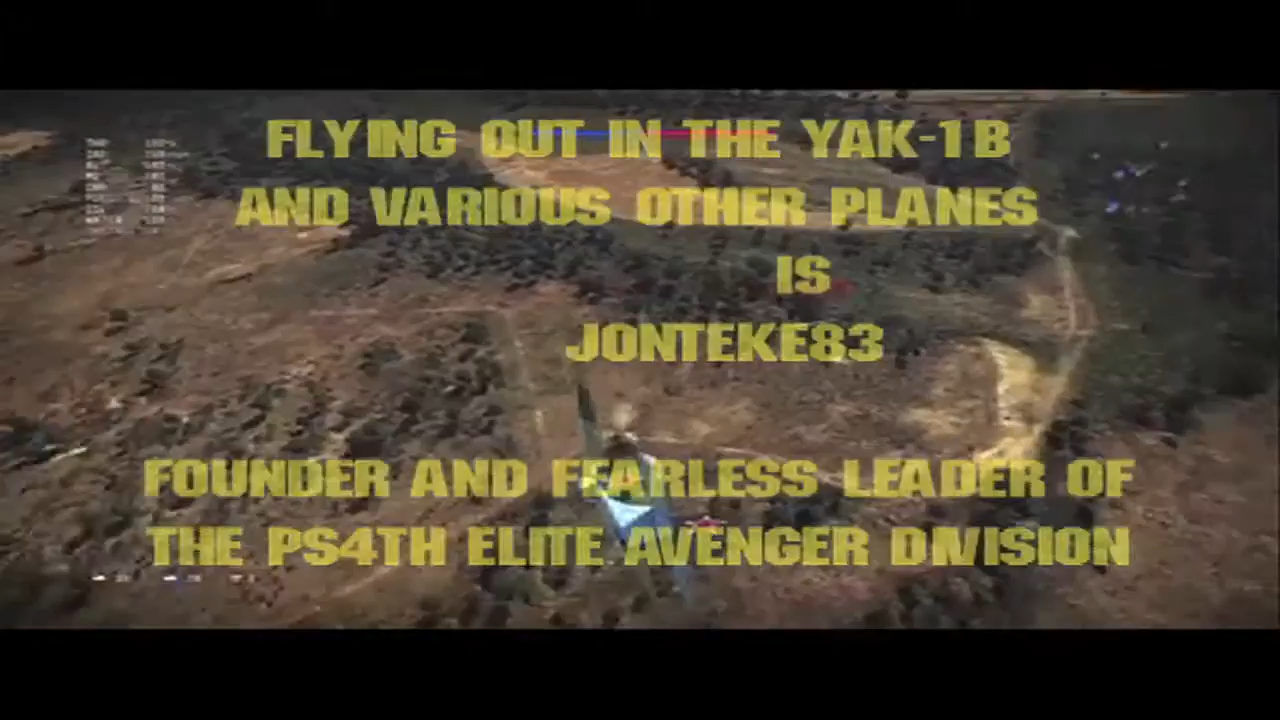 FLYING OUT IN THE YAK-1B
AND VARIOUS OTHER PLANES
IS
JONTEKE83
FOUNDER AND FEARLESS LEADER OF
THE PS4TH ELITE AVENGER DIVISION